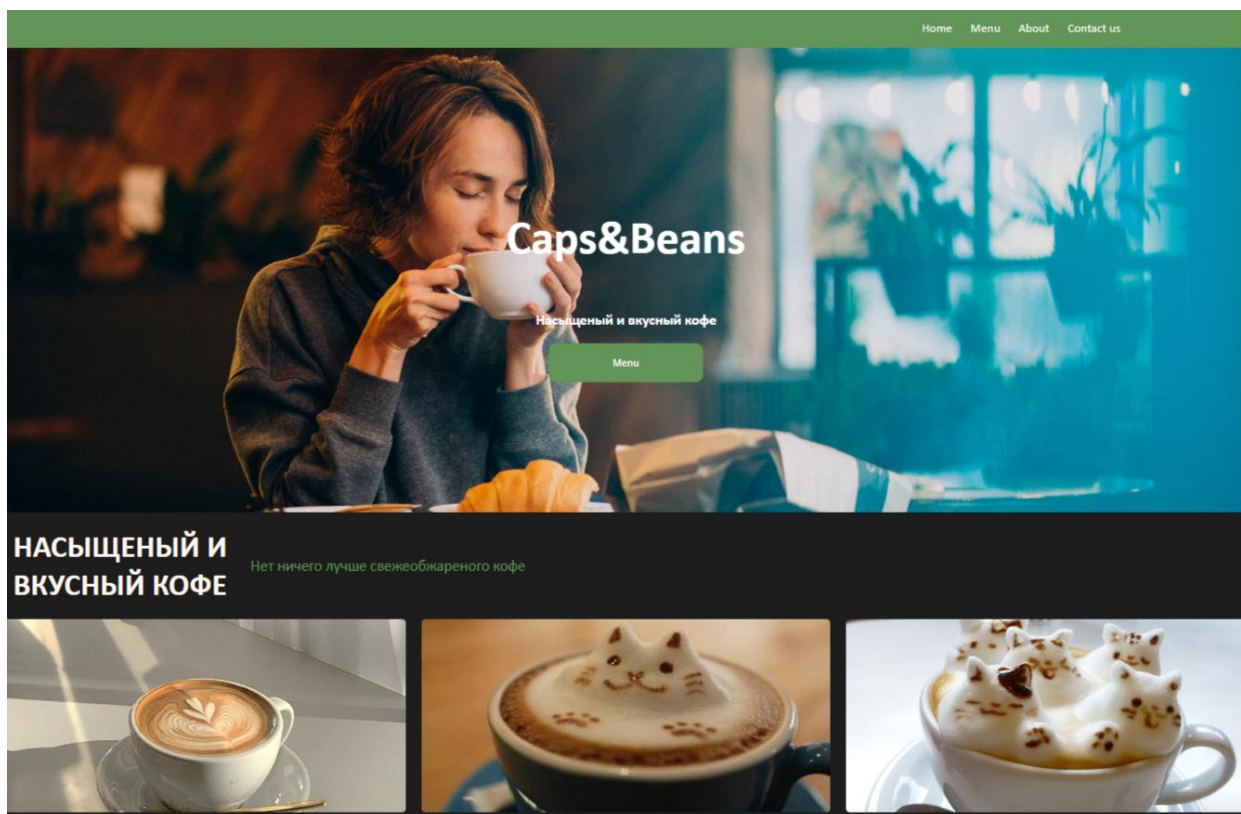 Home Menu About Contact us
Caps&Beans
Насыщеный и вкусный кофе
Menu
НАСЫЩЕНЫЙ И
ВКУСНЫЙ КОФЕ
Нет ничего лучше свежеобжареного кофе